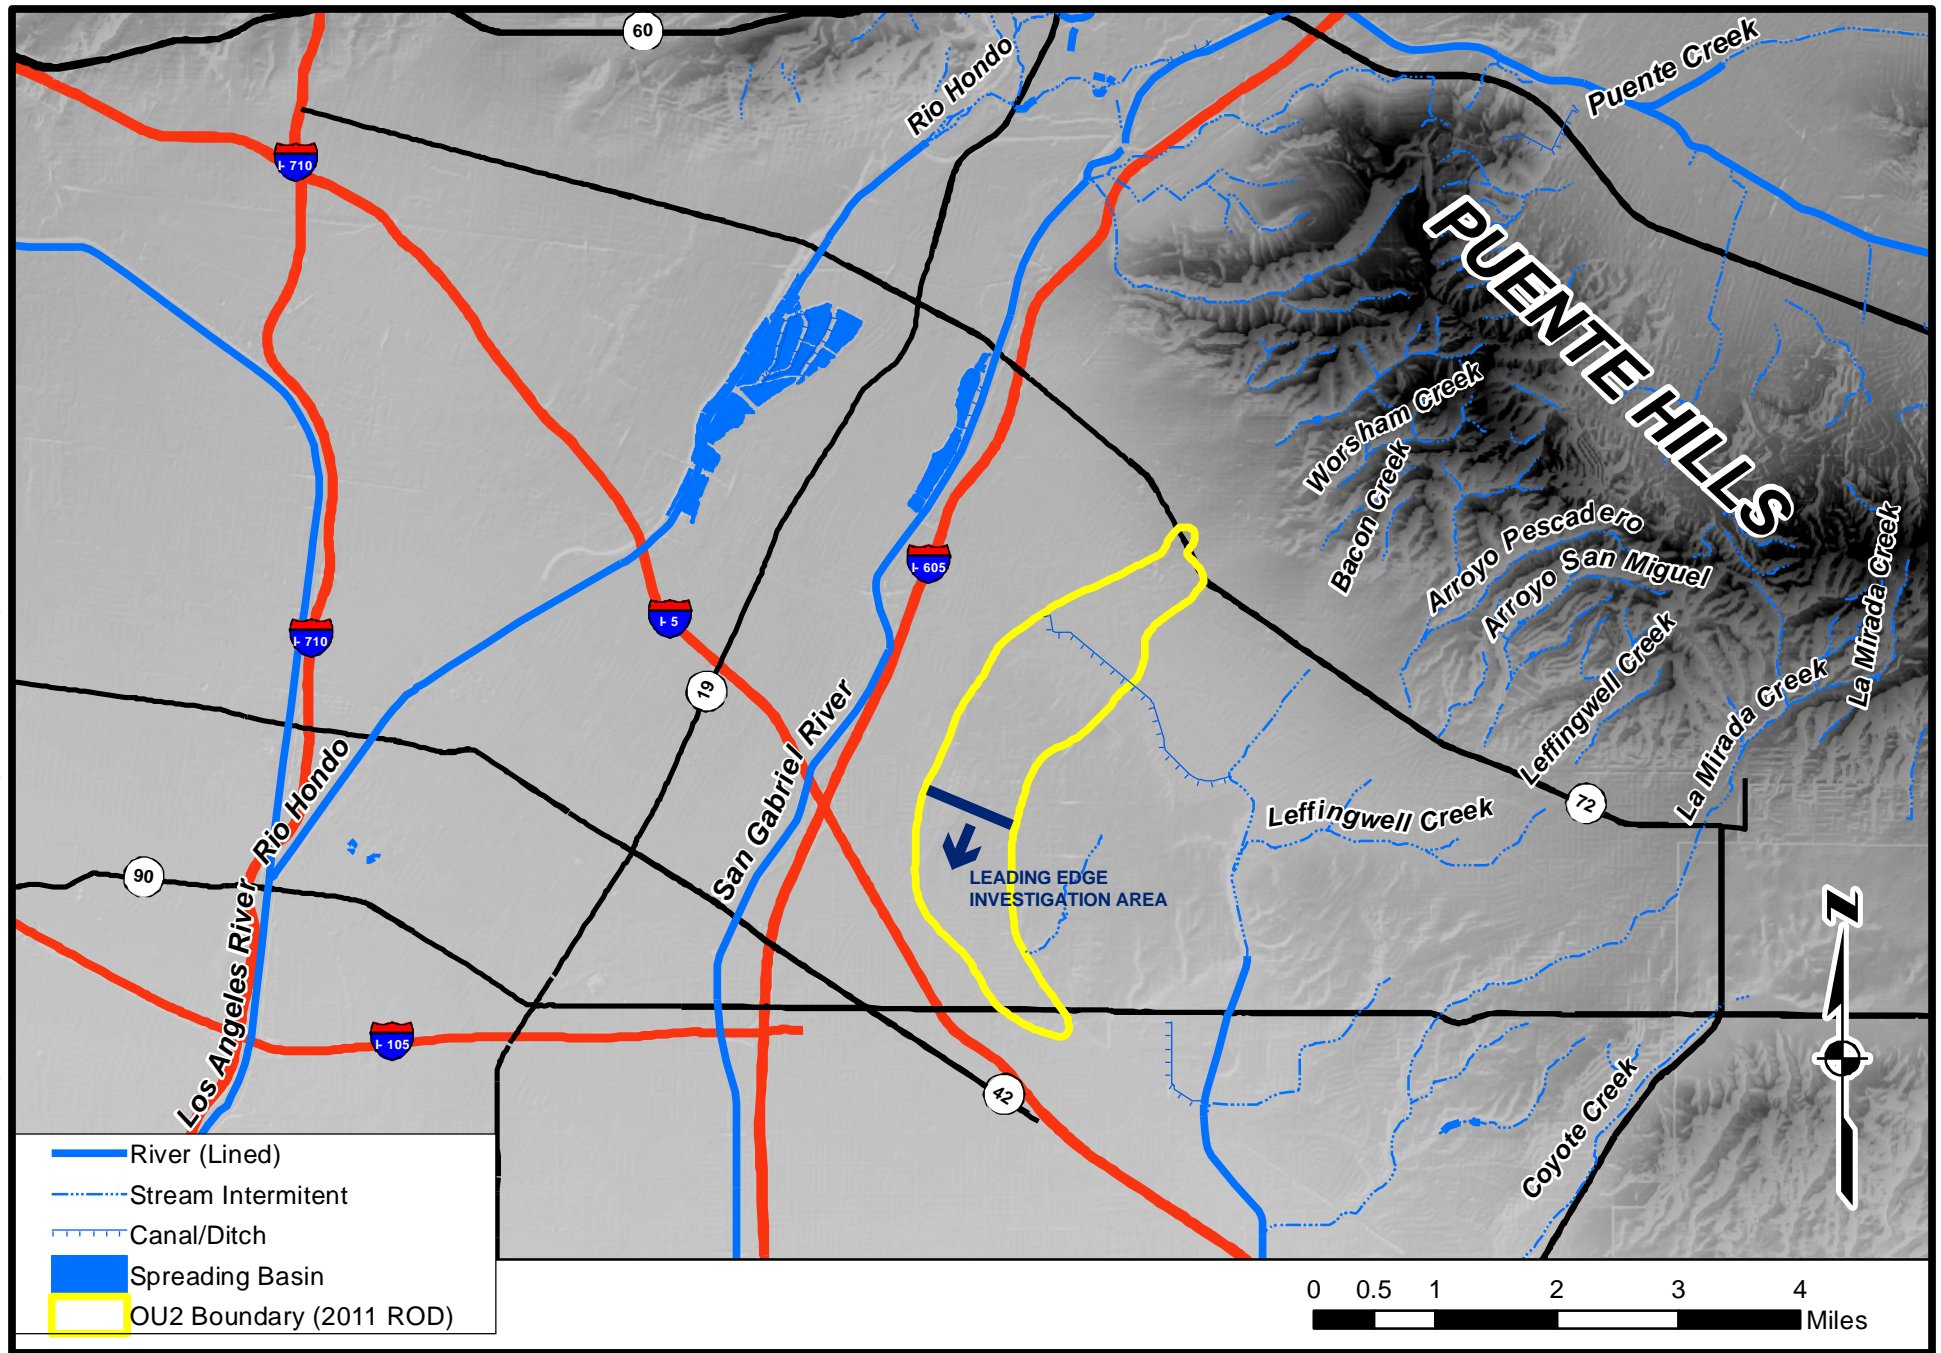 60
Rio Hondo
Puente Creek
I- 710
PUENTE HILLS
Worsham Creek
Bacon Creek
Arroyo Pescadero
Arroyo San Miguel
La Mirada Creek
I- 605
I- 5
I- 710
19
Leffingwell Creek
La Mirada Creek
San Gabriel River
Rio Hondo
72
Leffingwell Creek
90
LEADING EDGE
INVESTIGATION AREA
Los Angeles River
N
I- 105
42
Coyote Creek
River (Lined)
Stream Intermitent
Canal/Ditch
Spreading Basin
OU2 Boundary (2011 ROD)
0 0.5 1 2 3 4
Miles